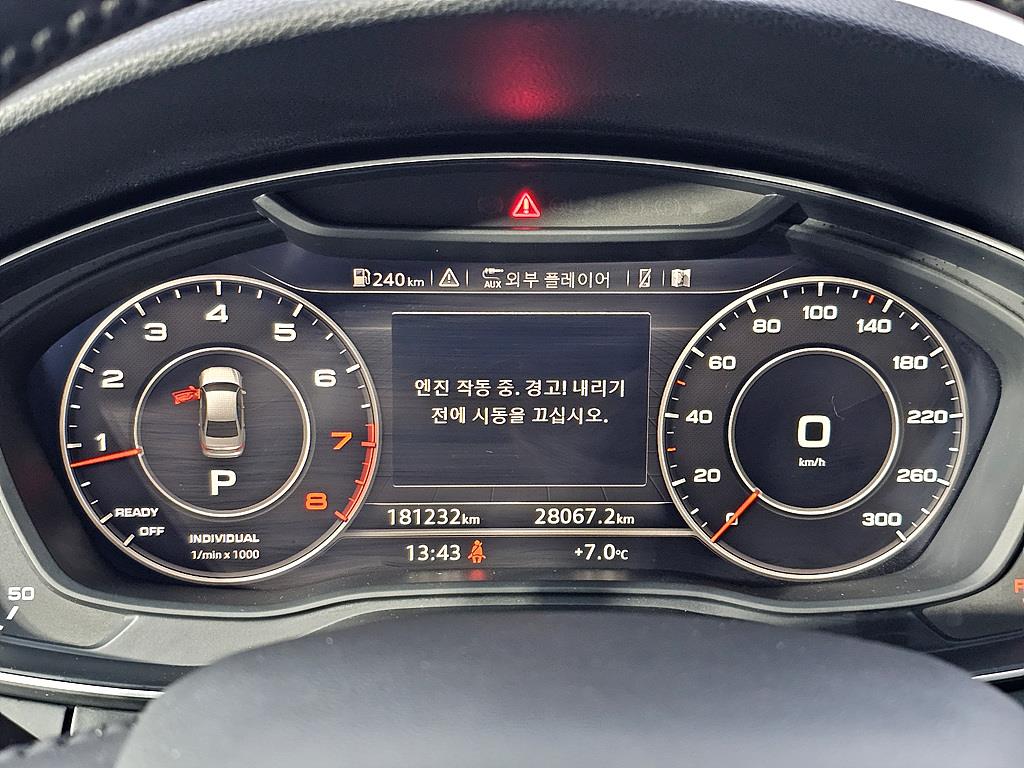 240 km AUX 외부 플레이어
엔진 작동 중. 경고! 내리기
전에 시동을 끄십시오.
1 2 3 4 5 6 7 8
P
READY
OFF
INDIVIDUAL
1/min x 1000
0 20 40 60 80 100 140 180 220 260 300
0
km/h
181232km 28067.2km
13:43 +7.0°C
50